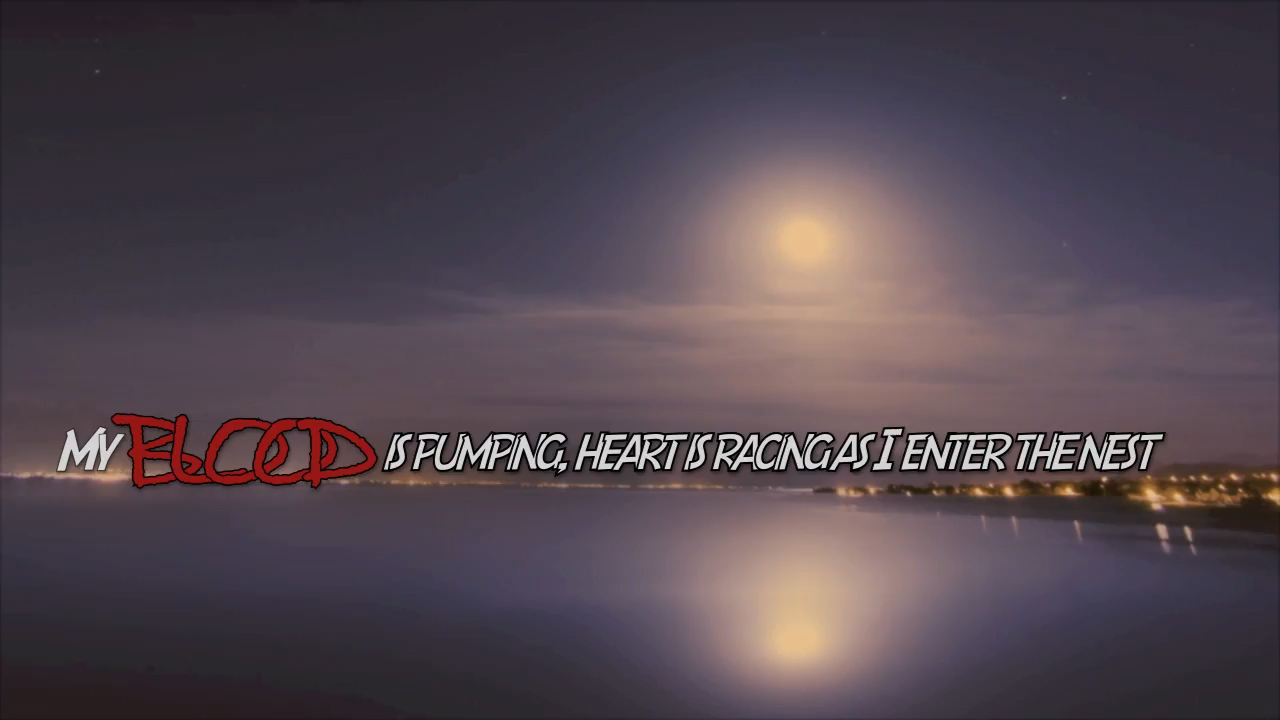 MY BLOOD IS PUMPING, HEART IS RACING AS I ENTER THE NEST